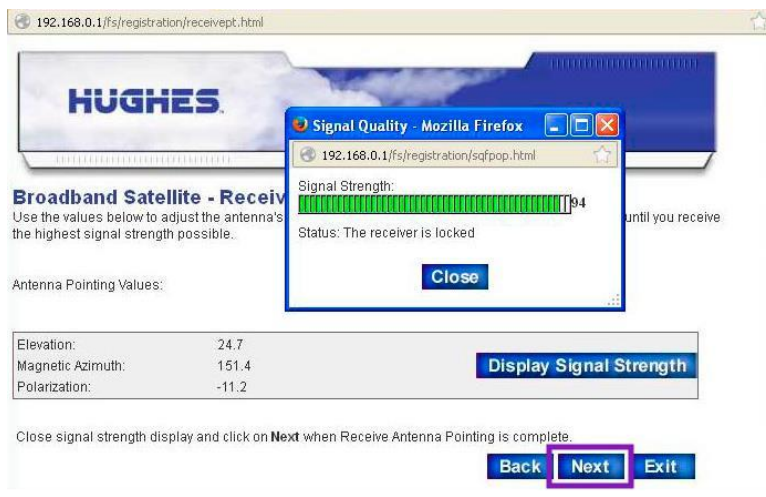 192.168.0.1/fs/registration/receivept.html
HUGHES.
Signal Quality - Mozilla Firefox
192.168.0.1/fs/registration/sqfpop.html
Signal Strength:
94
Status: The receiver is locked
Close
Broadband Satellite - Receiv
Use the values below to adjust the antenna's until you receive
the highest signal strength possible.
Antenna Pointing Values:
Elevation: 24.7
Magnetic Azimuth: 151.4
Polarization: -11.2
Display Signal Strength
Close signal strength display and click on Next when Receive Antenna Pointing is complete.
Back Next Exit